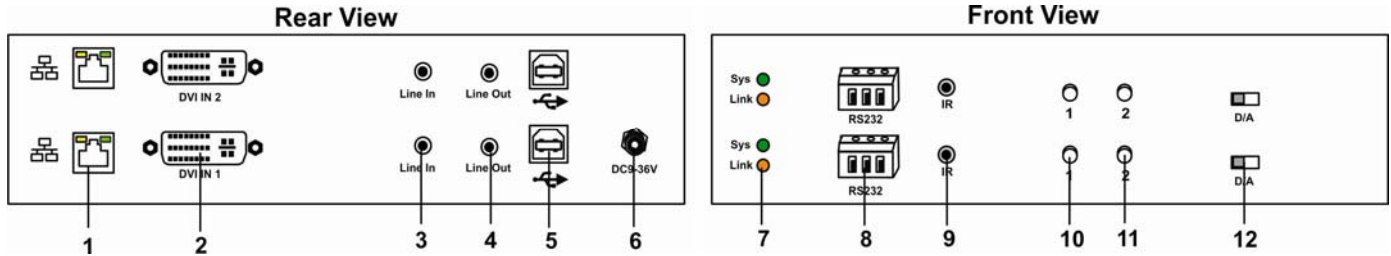 Rear View
DVI IN 2
Line In
Line Out
DVI IN 1
Line In
Line Out
DC9-36V
1
2
3
4
5
6
Front View
Sys
Link
RS232
IR
1
2
D/A
Sys
Link
RS232
IR
1
2
D/A
7
8
9
10
11
12